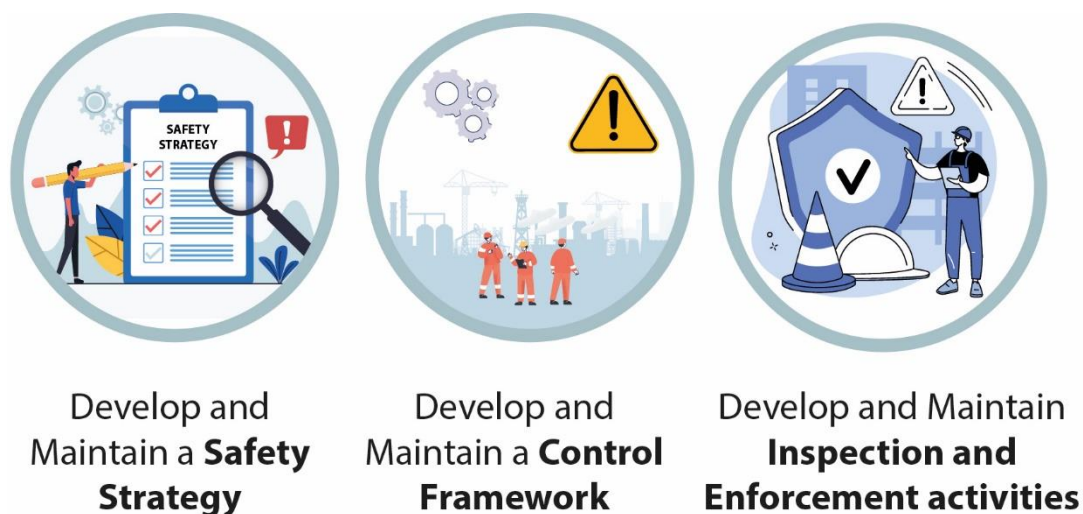 SAFETY
STRATEGY
Develop and
Maintain a Safety
Strategy
Develop and
Maintain a Control
Framework
Develop and Maintain
Inspection and
Enforcement activities